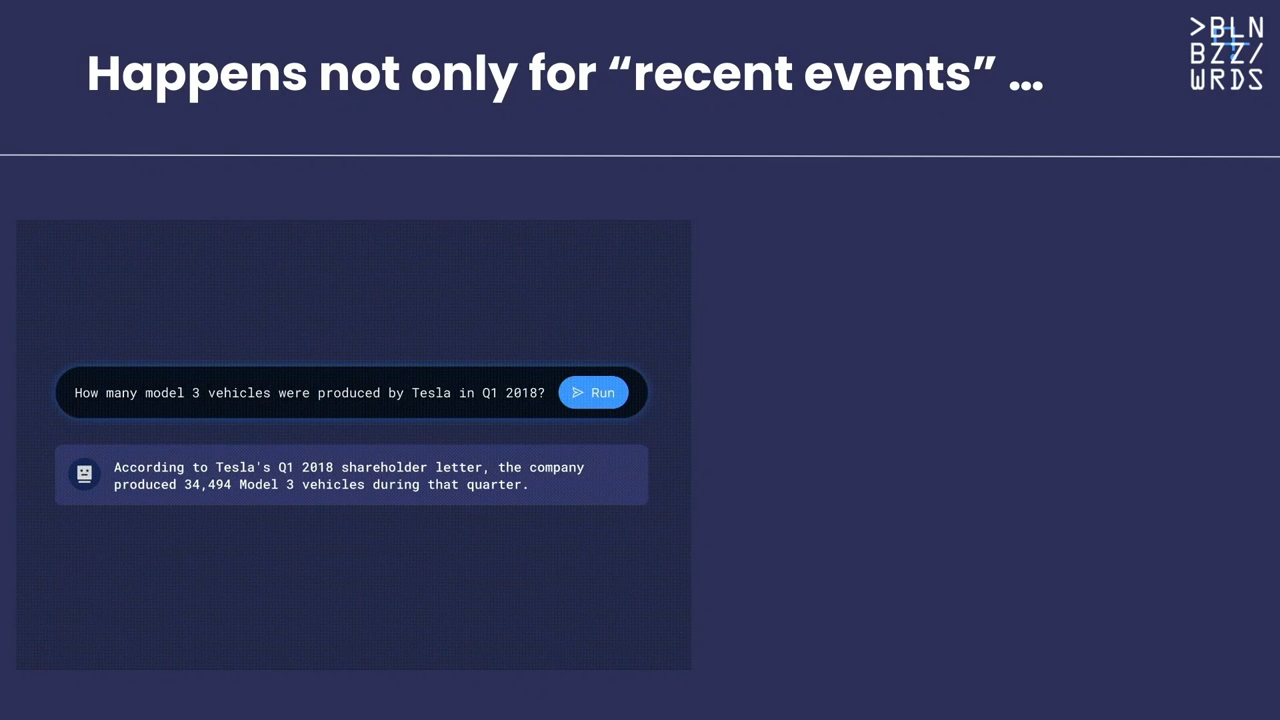 Happens not only for “recent events” …
>BLN
BZZ/
WRDS
How many model 3 vehicles were produced by Tesla in Q1 2018?
Run
According to Tesla's Q1 2018 shareholder letter, the company
produced 34,494 Model 3 vehicles during that quarter.